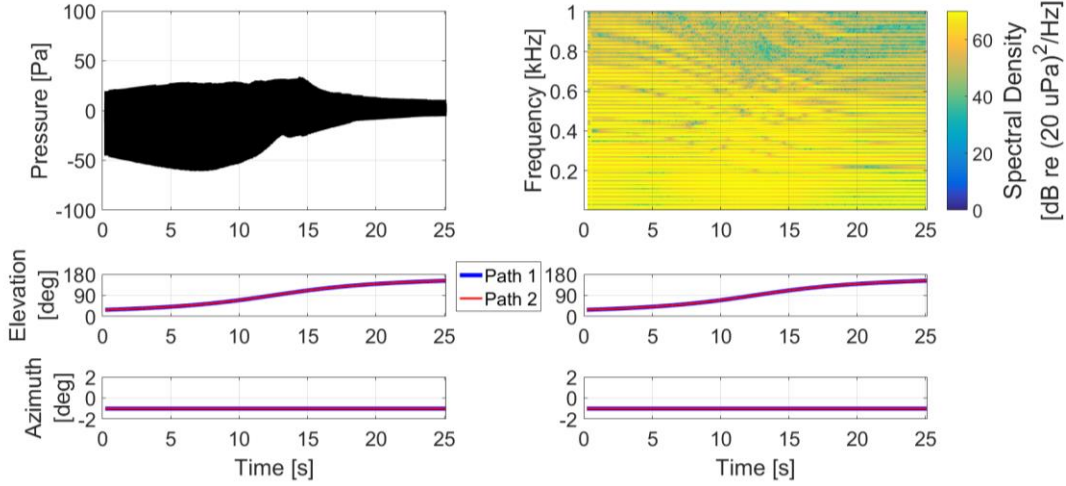 100
50
0
-50
-100
Pressure [Pa]
0 5 10 15 20 25
1
0.8
0.6
0.4
0.2
Frequency [kHz]
0 5 10 15 20 25
60
40
20
0
Spectral Density
[dB re (20 uPa)²/Hz]
180
90
0
Elevation
[deg]
0 5 10 15 20 25
Path 1
Path 2
180
90
0
0 5 10 15 20 25
2
0
-2
Azimuth
[deg]
0 5 10 15 20 25
Time [s]
2
0
-2
0 5 10 15 20 25
Time [s]